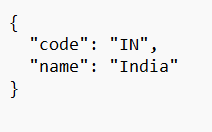 {
  "code": "IN",
  "name": "India"
}